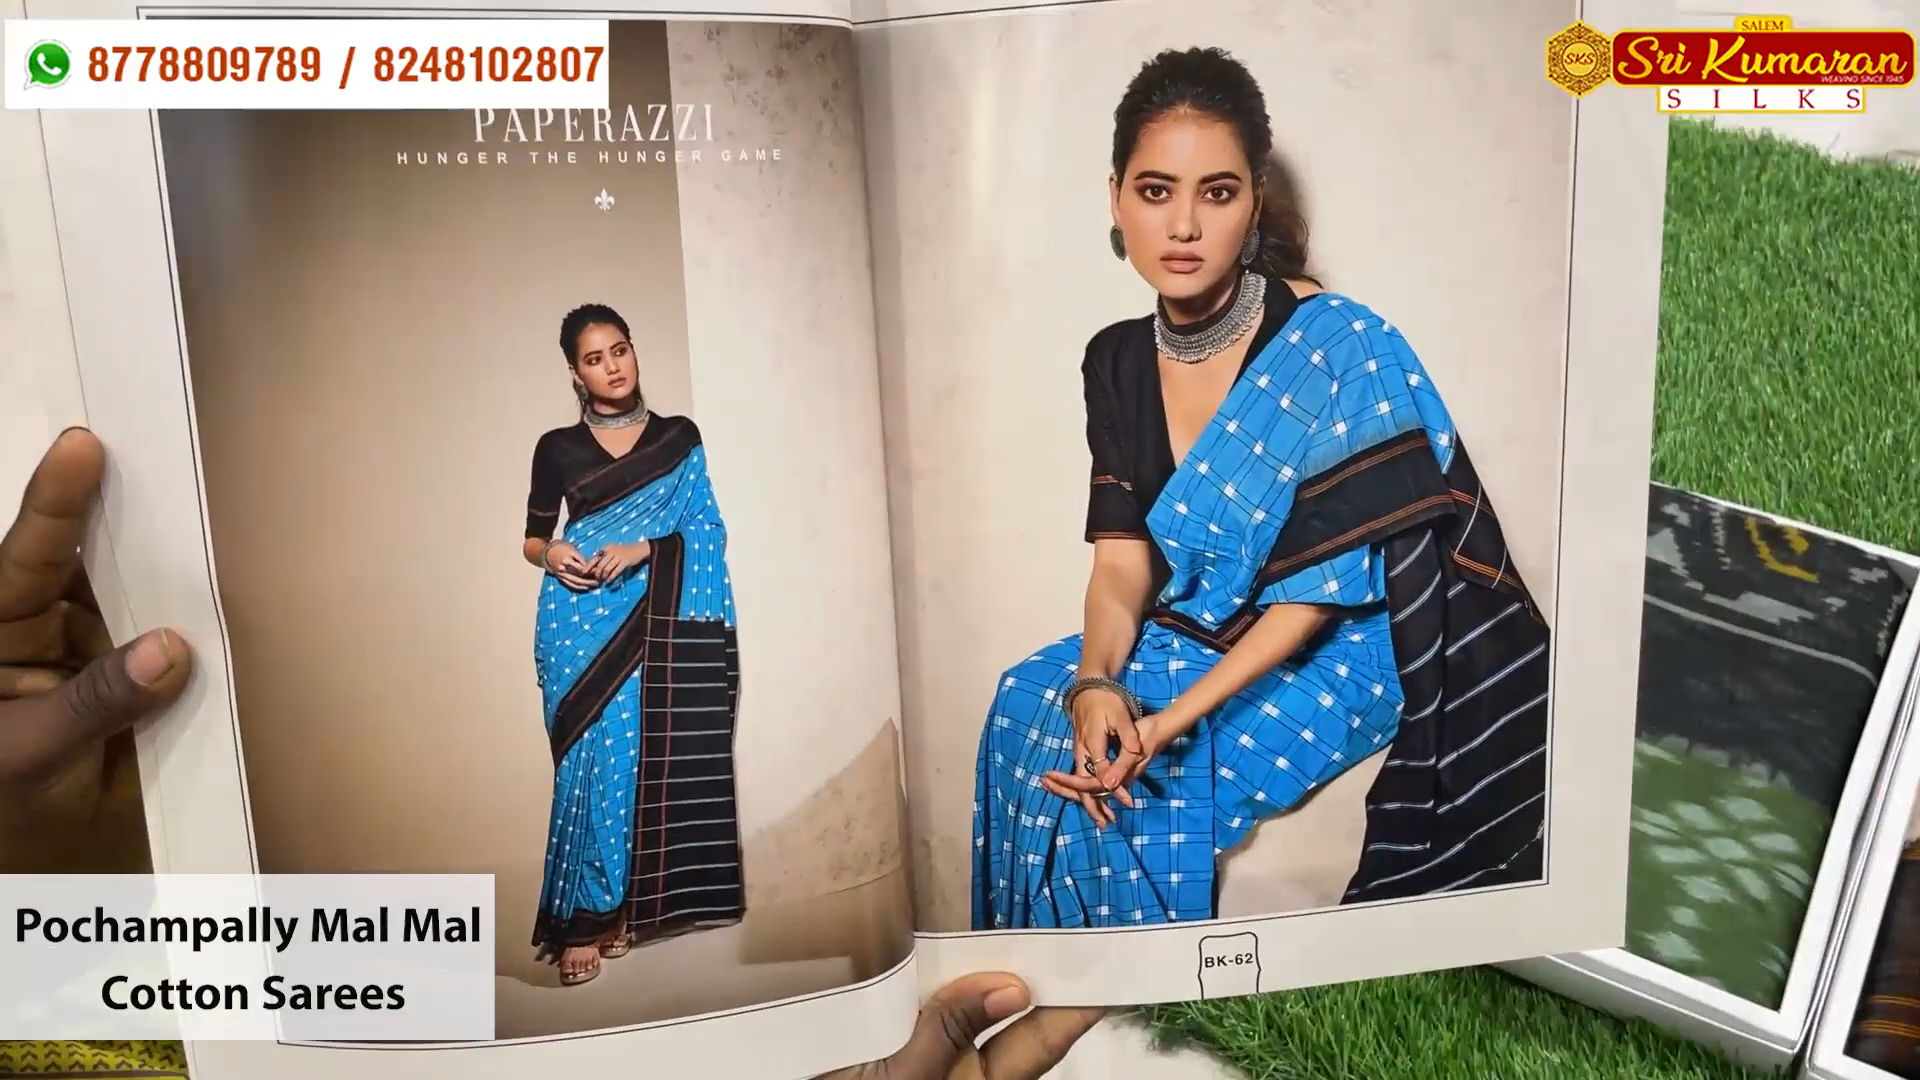 8778809789 / 8248102807
SALEM
SKS
Sri Kumaran
WEAVING SINCE 1945
SILKS
PAPERAZZI
HUNGER THE HUNGER GAME
Pochampally Mal Mal
Cotton Sarees
BK-62